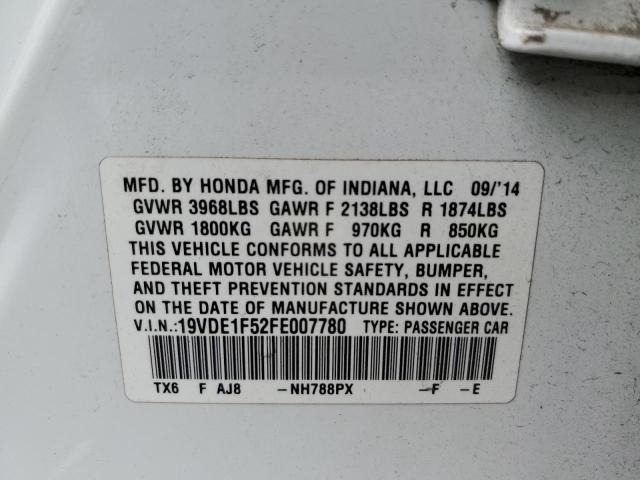 MFD. BY HONDA MFG. OF INDIANA, LLC 09/'14
GVWR 3968LBS GAWR F 2138LBS R 1874LBS
GVWR 1800KG GAWR F 970KG R 850KG
THIS VEHICLE CONFORMS TO ALL APPLICABLE
FEDERAL MOTOR VEHICLE SAFETY, BUMPER,
AND THEFT PREVENTION STANDARDS IN EFFECT
ON THE DATE OF MANUFACTURE SHOWN ABOVE.
V.I.N.:19VDE1F52FE007780 TYPE: PASSENGER CAR
TX6 F AJ8 -NH788PX -F -E